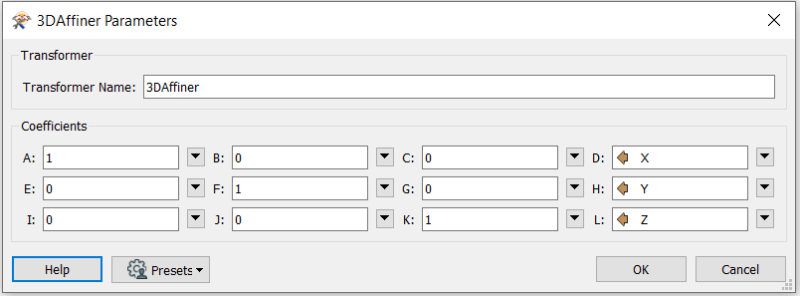 3DAffiner Parameters
Transformer
Transformer Name: 3DAffiner
Coefficients
A: 1 B: 0 C: 0 D: X
E: 0 F: 1 G: 0 H: Y
I: 0 J: 0 K: 1 L: Z
Help Presets OK Cancel